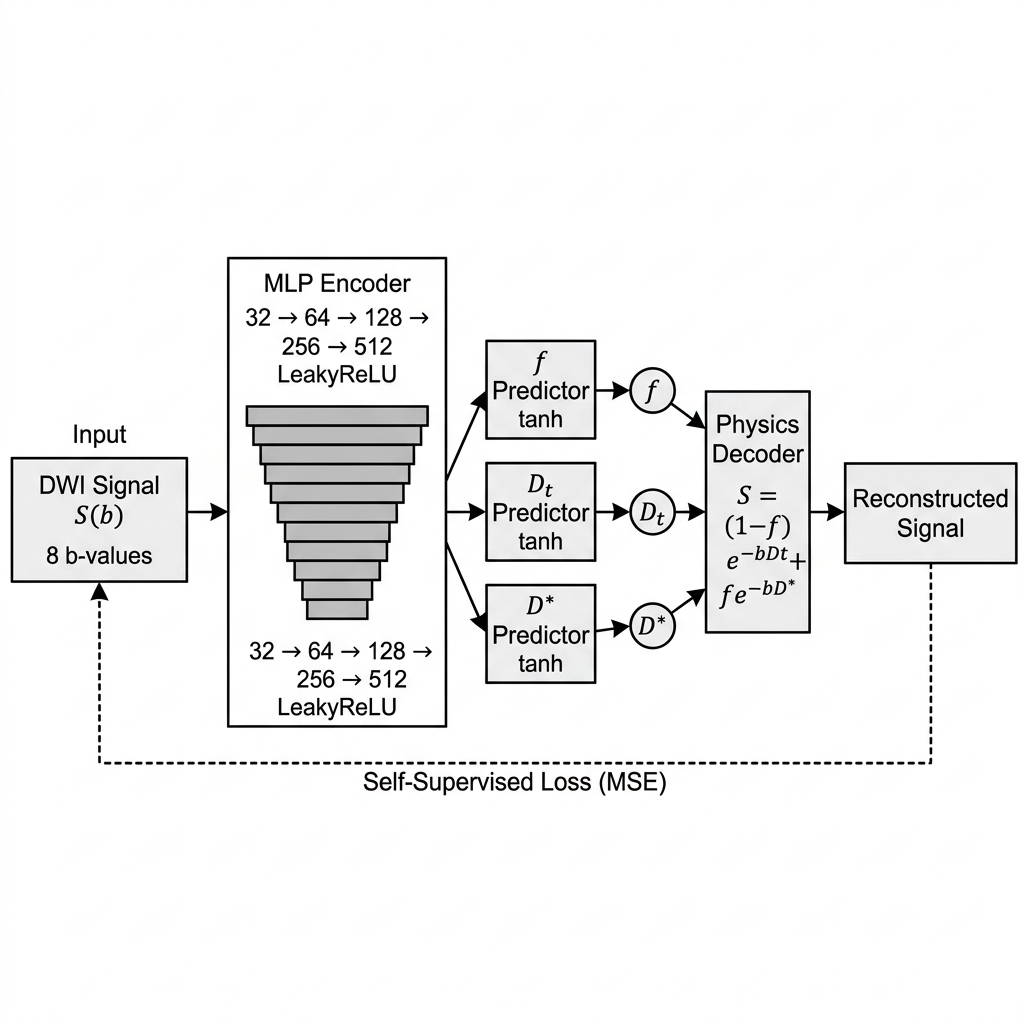 Input
DWI Signal
S(b)
8 b-values
MLP Encoder
32 → 64 → 128 →
256 → 512
LeakyReLU
32 → 64 → 128 →
256 → 512
LeakyReLU
f
Predictor
tanh
D_t
Predictor
tanh
D*
Predictor
tanh
f
D_t
D*
Physics
Decoder
S =
(1−f)
e^{−bDt}+
fe^{−bD*}
Reconstructed
Signal
Self-Supervised Loss (MSE)